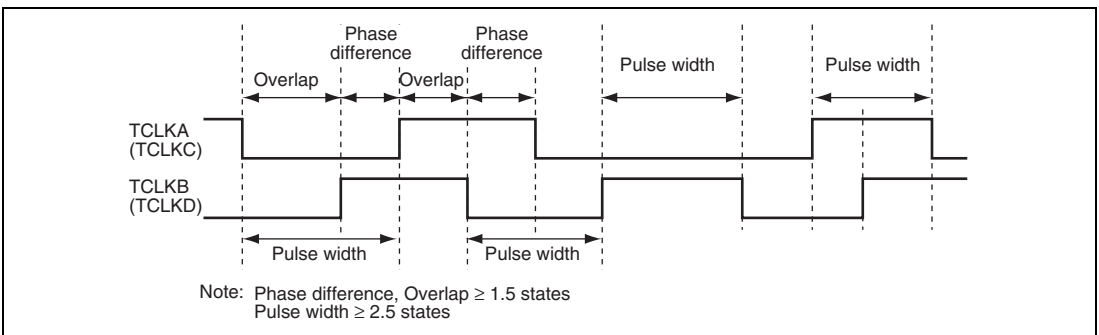 Phase
difference
Phase
difference
Overlap
Overlap
Pulse width
Pulse width
TCLKA
(TCLKC)
TCLKB
(TCLKD)
Pulse width
Pulse width
Note: Phase difference, Overlap ≥ 1.5 states
Pulse width ≥ 2.5 states